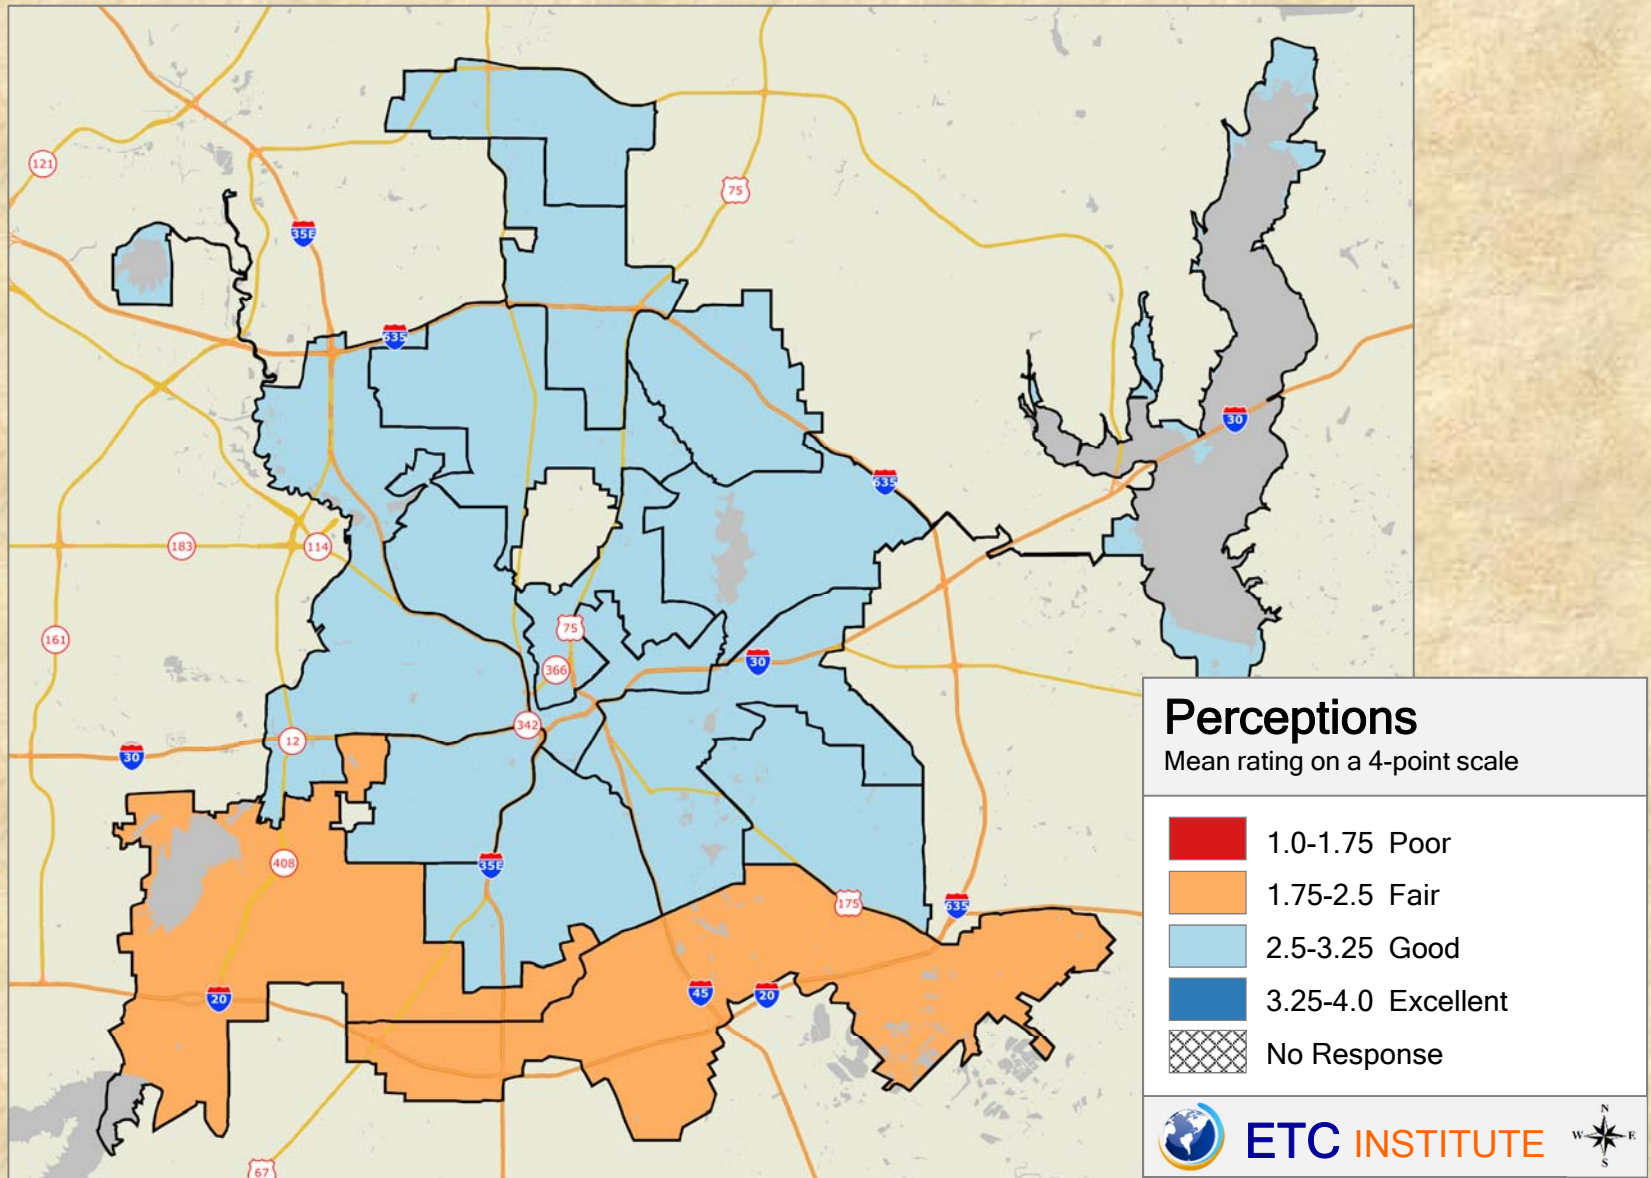 121
75
35E
635
30
635
183
114
161
75
366
30
342
12
30
408
35E
175
635
20
45
20
67
Perceptions
Mean rating on a 4-point scale
1.0-1.75 Poor
1.75-2.5 Fair
2.5-3.25 Good
3.25-4.0 Excellent
No Response
ETC INSTITUTE
N
W E
S